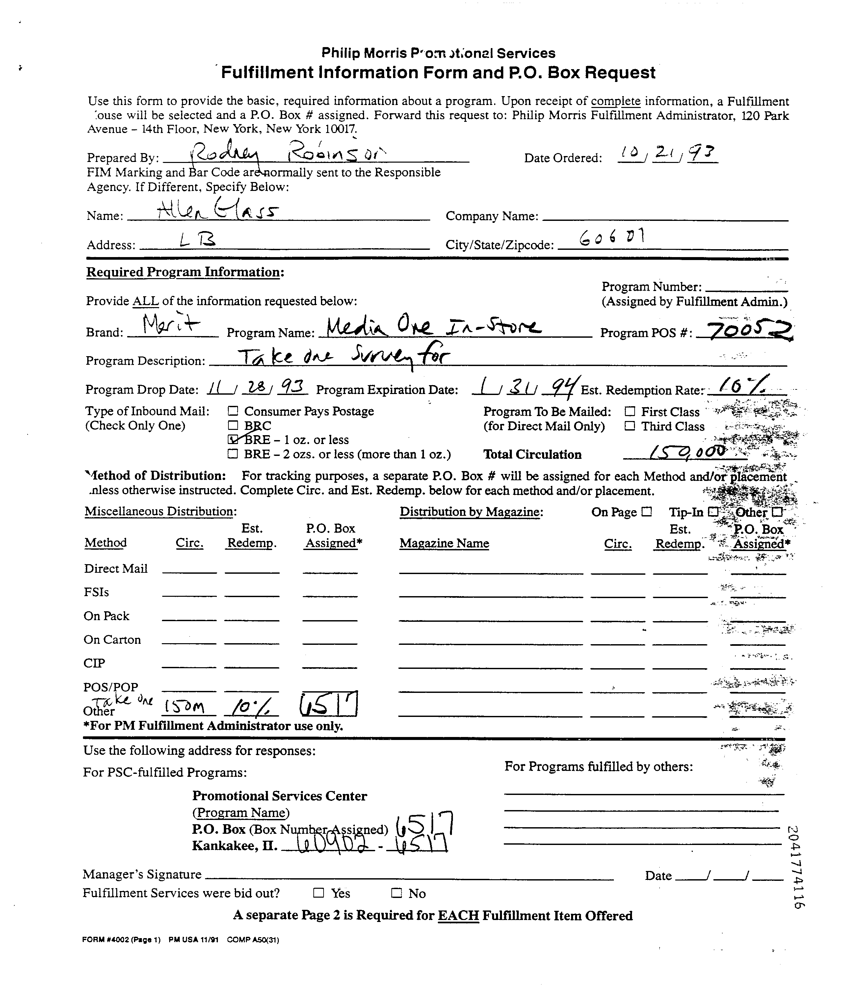 Philip Morris Promotional Services
Fulfillment Information Form and P.O. Box Request
Use this form to provide the basic, required information about a program. Upon receipt of complete information, a Fulfillment
ouse will be selected and a P.O. Box # assigned. Forward this request to: Philip Morris Fulfillment Administrator, 120 Park
Avenue – 14th Floor, New York, New York 10017.
Prepared By: Rodney Robinson Date Ordered: 10/21/93
FIM Marking and Bar Code are normally sent to the Responsible
Agency. If Different, Specify Below:
Name: Allen Glass Company Name:
Address: LB City/State/Zipcode: 60601
Required Program Information:
Program Number:
Provide ALL of the information requested below: (Assigned by Fulfillment Admin.)
Brand: Merit Program Name: Media One In-Store Program POS #: 70052
Program Description: Take one survey for
Program Drop Date: 11/28/93 Program Expiration Date: 1/31/94 Est. Redemption Rate: 10%
Type of Inbound Mail: ☐ Consumer Pays Postage Program To Be Mailed: ☐ First Class
(Check Only One) ☐ BRC (for Direct Mail Only) ☐ Third Class
☑ BRE – 1 oz. or less
☐ BRE – 2 ozs. or less (more than 1 oz.) Total Circulation 150,000
Method of Distribution: For tracking purposes, a separate P.O. Box # will be assigned for each Method and/or placement
nless otherwise instructed. Complete Circ. and Est. Redemp. below for each method and/or placement.
Miscellaneous Distribution: Distribution by Magazine: On Page ☐ Tip-In ☐ Other ☐
Est. P.O. Box Est. P.O. Box
Method Circ. Redemp. Assigned* Magazine Name Circ. Redemp. Assigned*
Direct Mail
FSIs
On Pack
On Carton
CIP
POS/POP
Take one
Other 150M 10% 6517
*For PM Fulfillment Administrator use only.
Use the following address for responses:
For PSC-fulfilled Programs: For Programs fulfilled by others:
Promotional Services Center
(Program Name)
P.O. Box (Box Number Assigned) 6517
Kankakee, Il. 60902 - 6517
Manager's Signature Date / /
Fulfillment Services were bid out? ☐ Yes ☐ No
A separate Page 2 is Required for EACH Fulfillment Item Offered
FORM #4002 (Page 1) PM USA 11/91 COMP A50(31)
2041774116